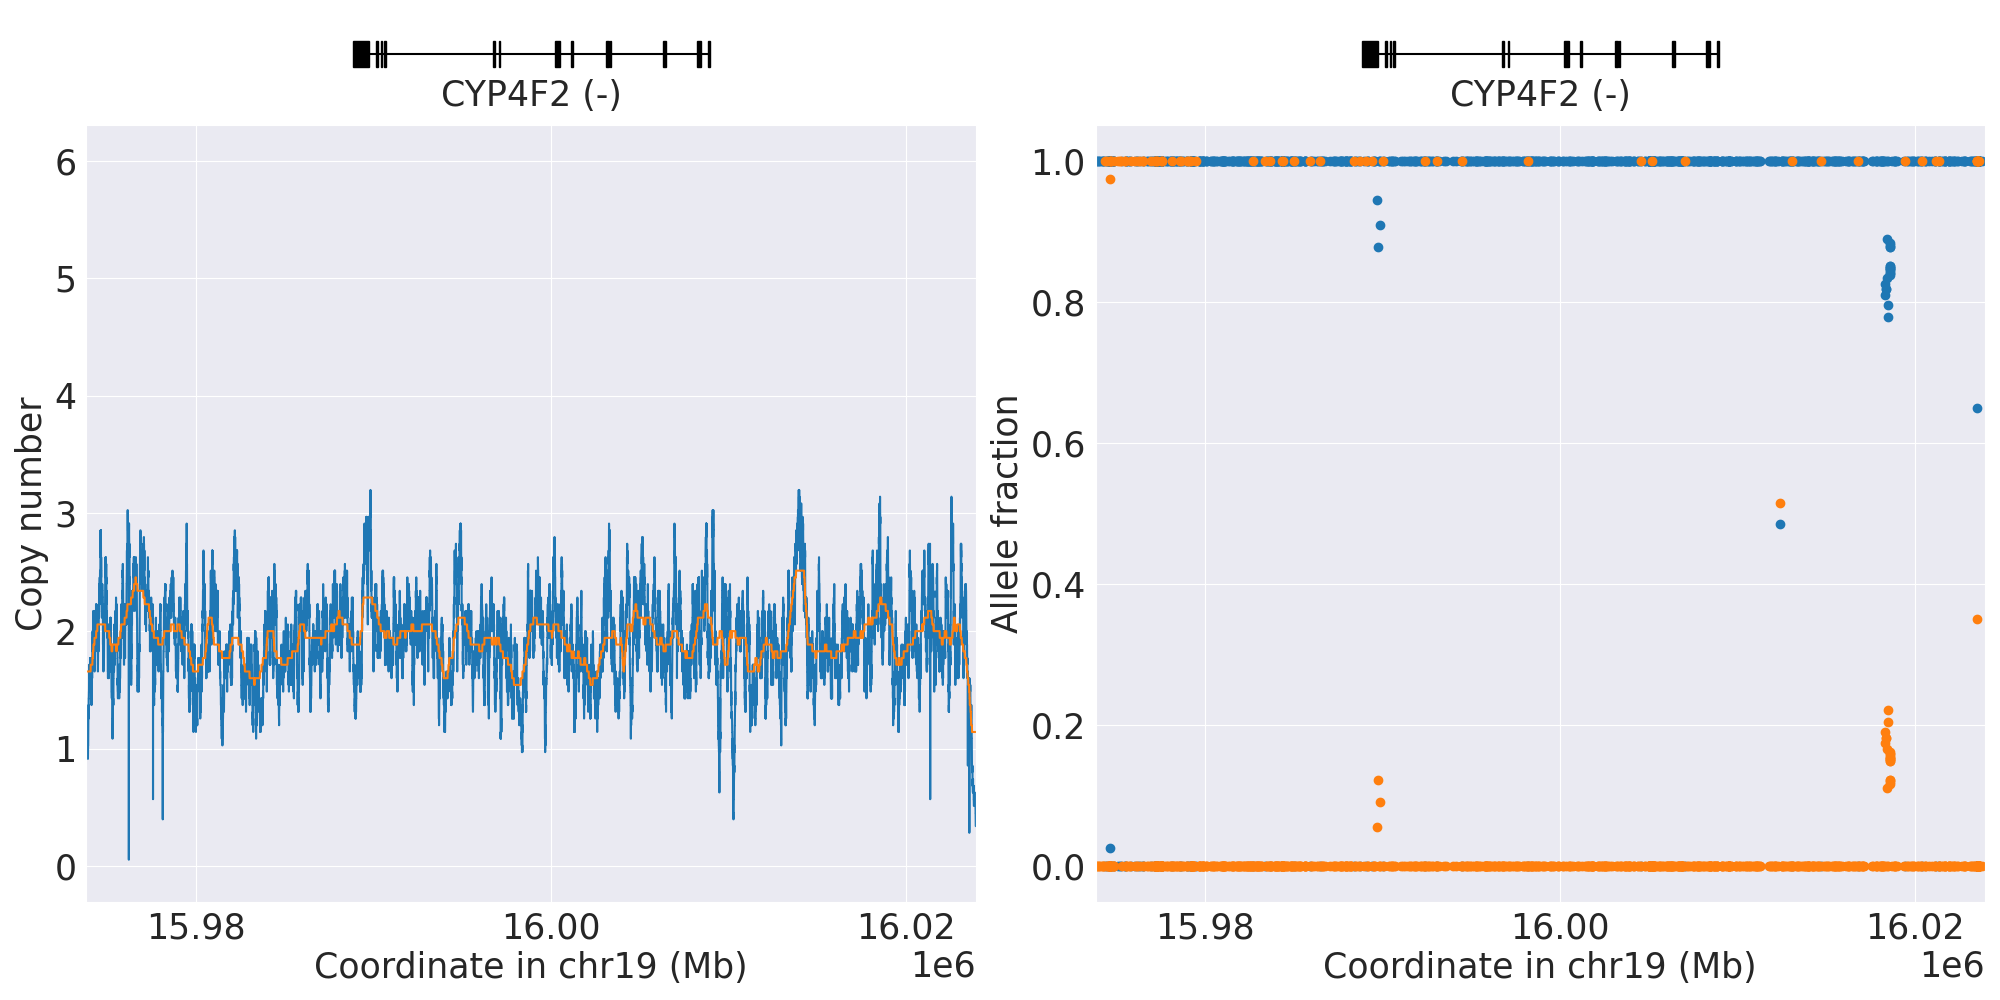 CYP4F2 (-)
6
5
4
3
2
1
0
Copy number
15.98
16.00
16.02
Coordinate in chr19 (Mb)
1e6
CYP4F2 (-)
1.0
0.8
0.6
0.4
0.2
0.0
Allele fraction
15.98
16.00
16.02
Coordinate in chr19 (Mb)
1e6